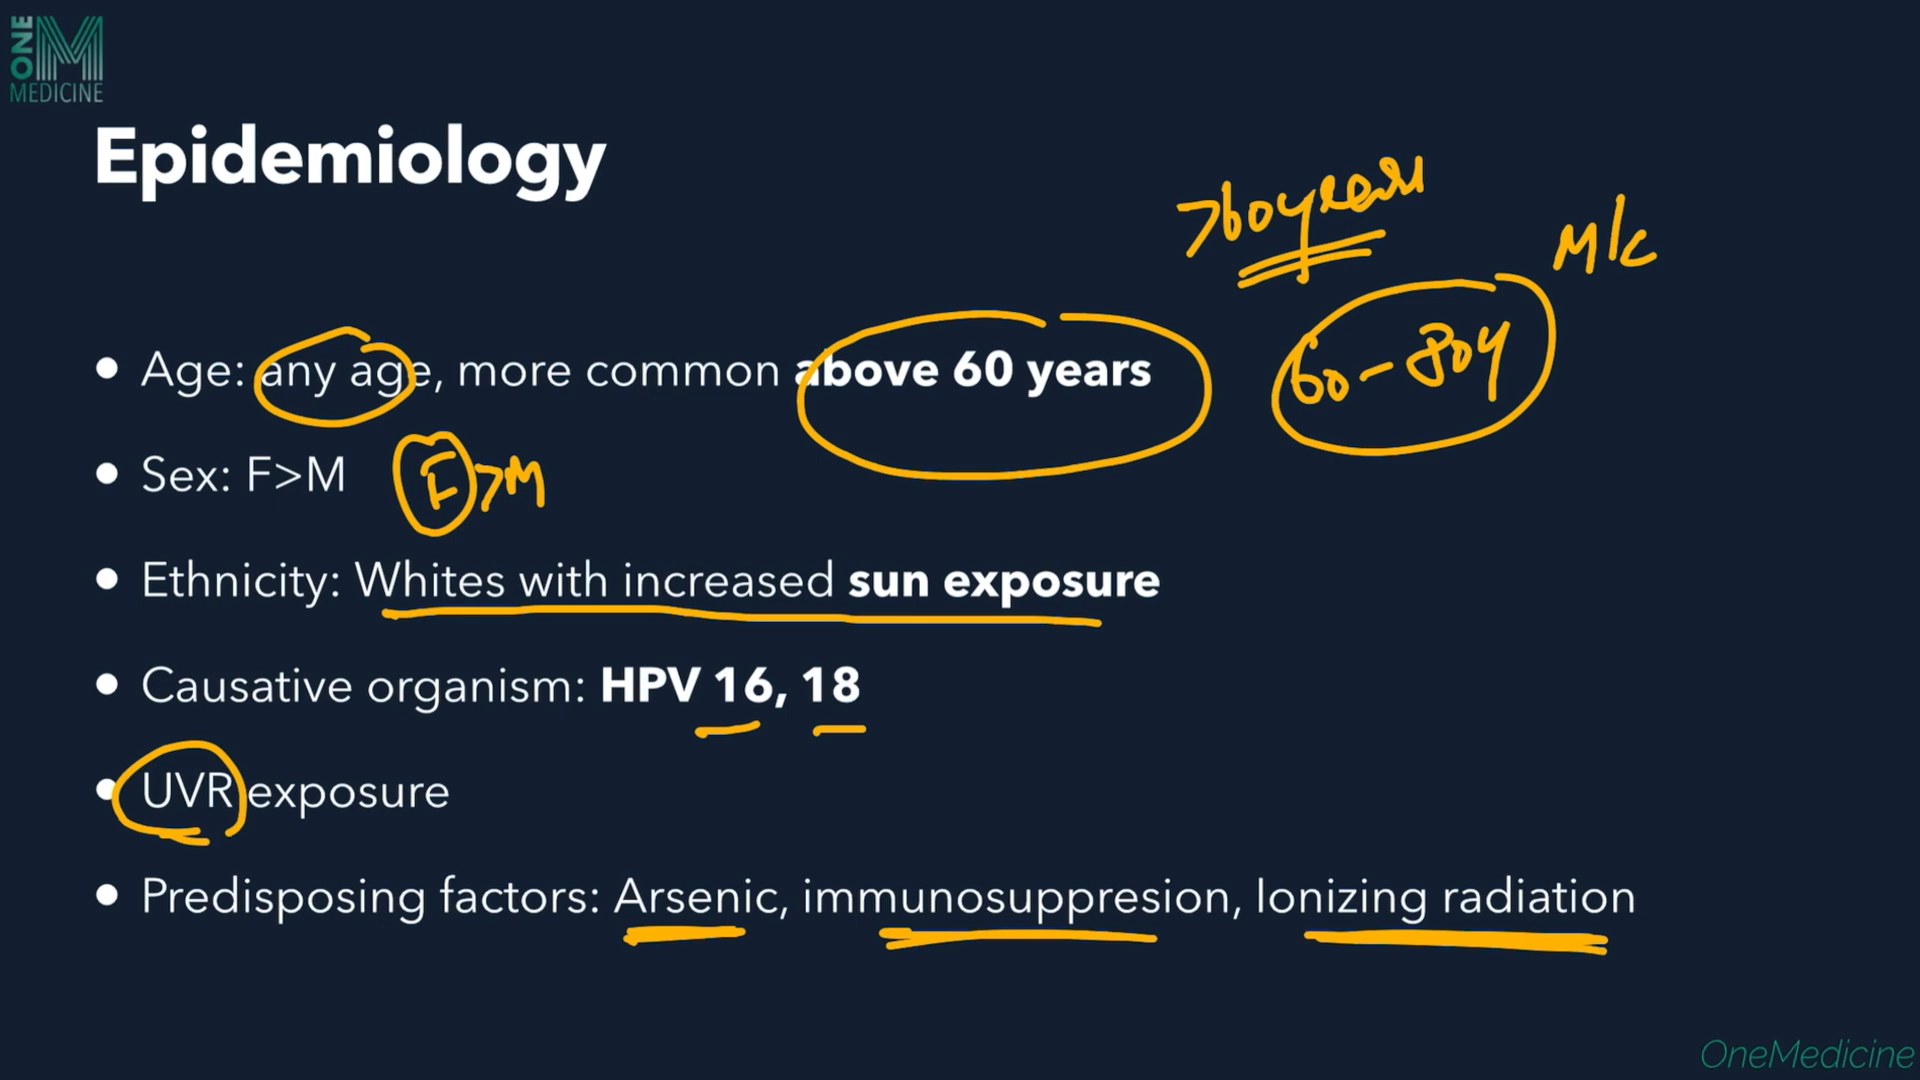 ONE
M
MEDICINE
Epidemiology
>60 years
M/c
• Age: any age, more common above 60 years
60-80y
• Sex: F>M
F>M
• Ethnicity: Whites with increased sun exposure
• Causative organism: HPV 16, 18
• UVR exposure
• Predisposing factors: Arsenic, immunosuppresion, Ionizing radiation
OneMedicine